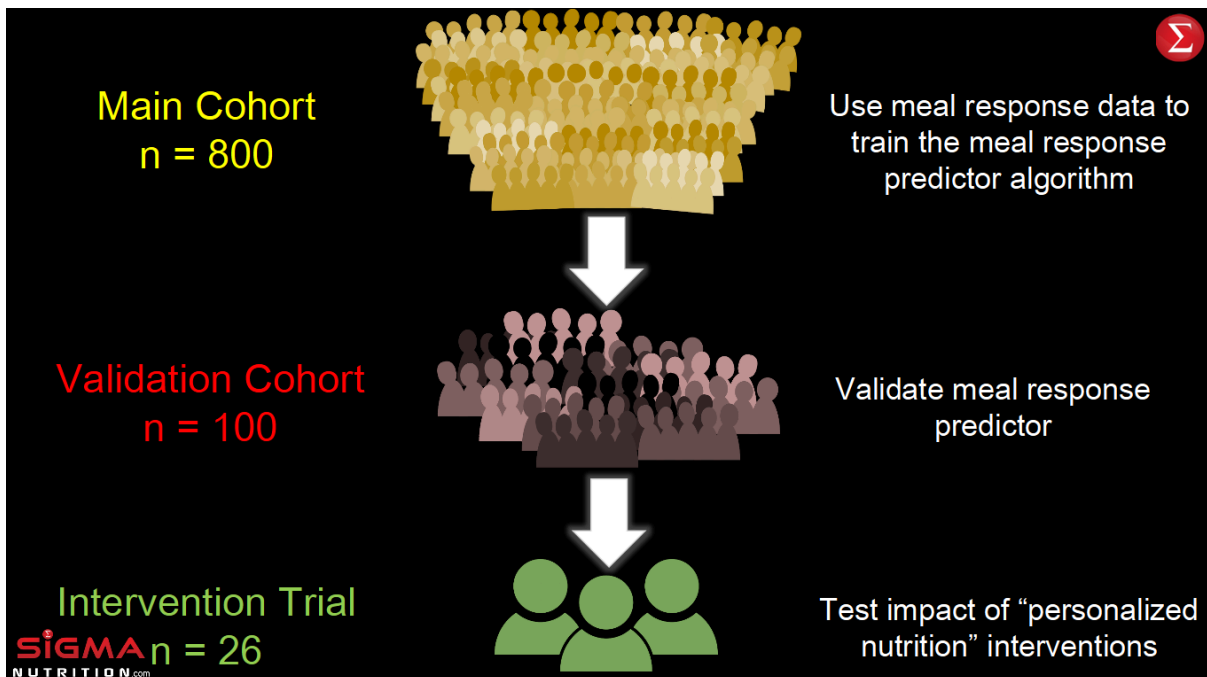 Σ
Main Cohort
n = 800
Use meal response data to
train the meal response
predictor algorithm
Validation Cohort
n = 100
Validate meal response
predictor
Intervention Trial
n = 26
Test impact of “personalized
nutrition” interventions
SiGMA
NUTRITION.com